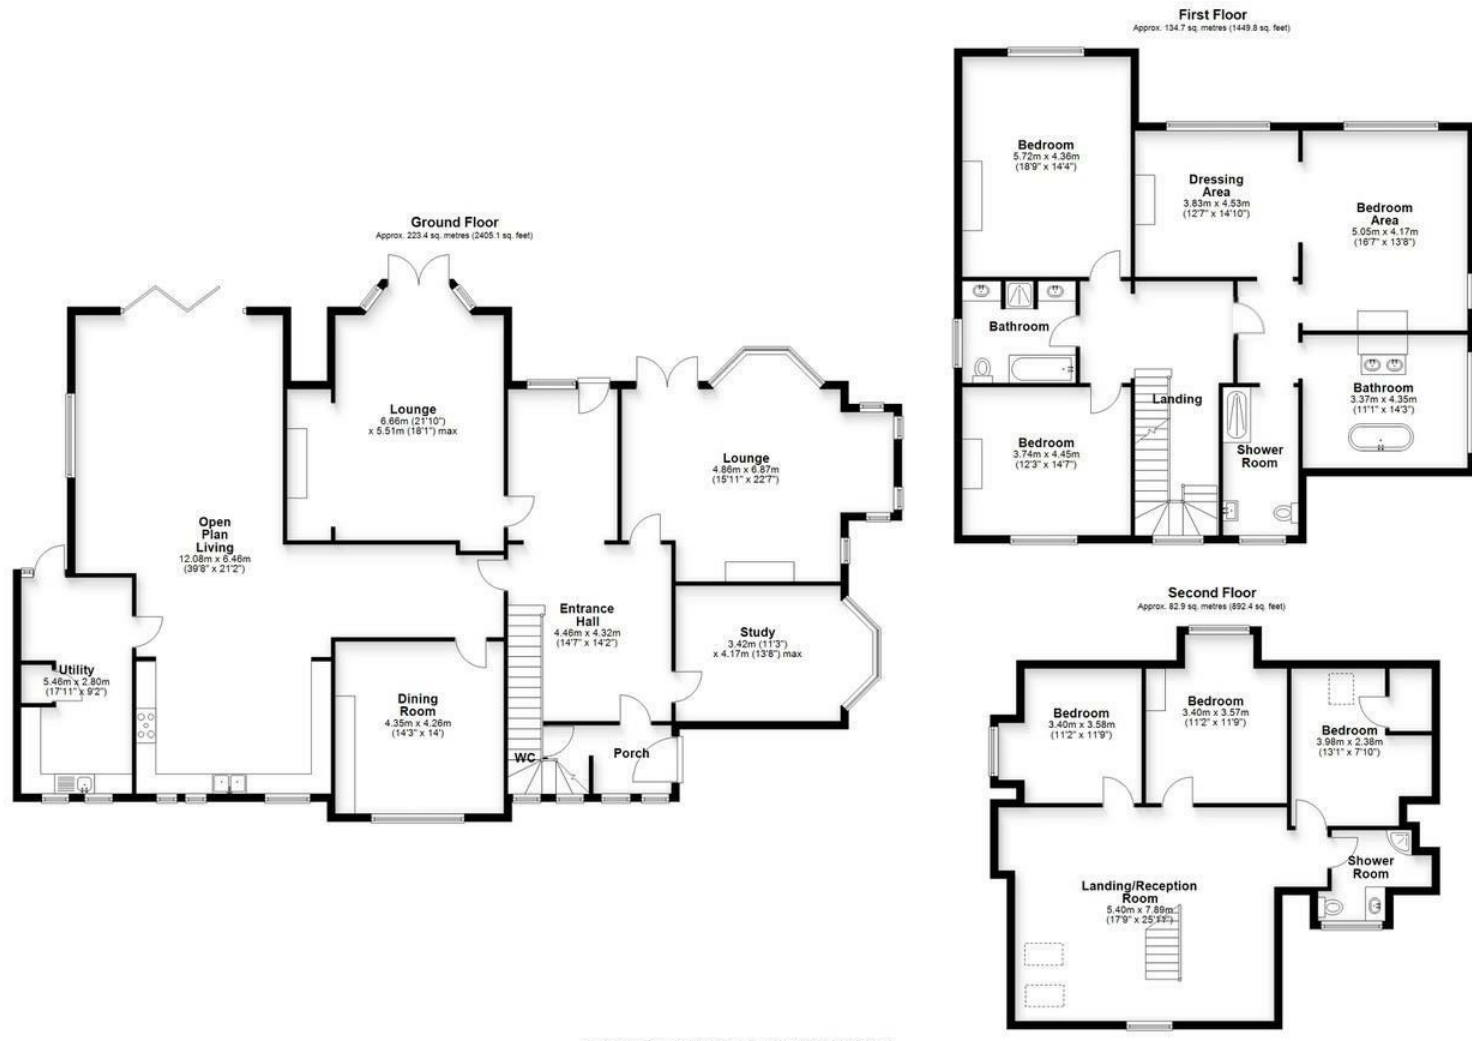 Ground Floor
Approx. 223.4 sq. metres (2405.1 sq. feet)
Lounge
6.66m (21'10")
x 5.51m (18'1") max
Lounge
4.86m x 6.87m
(15'11" x 22'7")
Open
Plan
Living
12.08m x 6.46m
(39'8" x 21'2")
Entrance
Hall
4.46m x 4.32m
(14'7" x 14'2")
Study
3.42m (11'3")
x 4.17m (13'8") max
Utility
5.46m x 2.80m
(17'11" x 9'2")
Dining
Room
4.35m x 4.26m
(14'3" x 14')
WC
Porch
First Floor
Approx. 134.7 sq. metres (1449.8 sq. feet)
Bedroom
5.72m x 4.36m
(18'9" x 14'4")
Dressing
Area
3.83m x 4.53m
(12'7" x 14'10")
Bedroom
Area
5.05m x 4.17m
(16'7" x 13'8")
Bathroom
Bathroom
3.37m x 4.35m
(11'1" x 14'3")
Landing
Bedroom
3.74m x 4.45m
(12'3" x 14'7")
Shower
Room
Second Floor
Approx. 82.9 sq. metres (892.4 sq. feet)
Bedroom
3.40m x 3.58m
(11'2" x 11'9")
Bedroom
3.40m x 3.57m
(11'2" x 11'9")
Bedroom
3.98m x 2.38m
(13'1" x 7'10")
Shower
Room
Landing/Reception
Room
5.40m x 7.89m
(17'9" x 25'11")